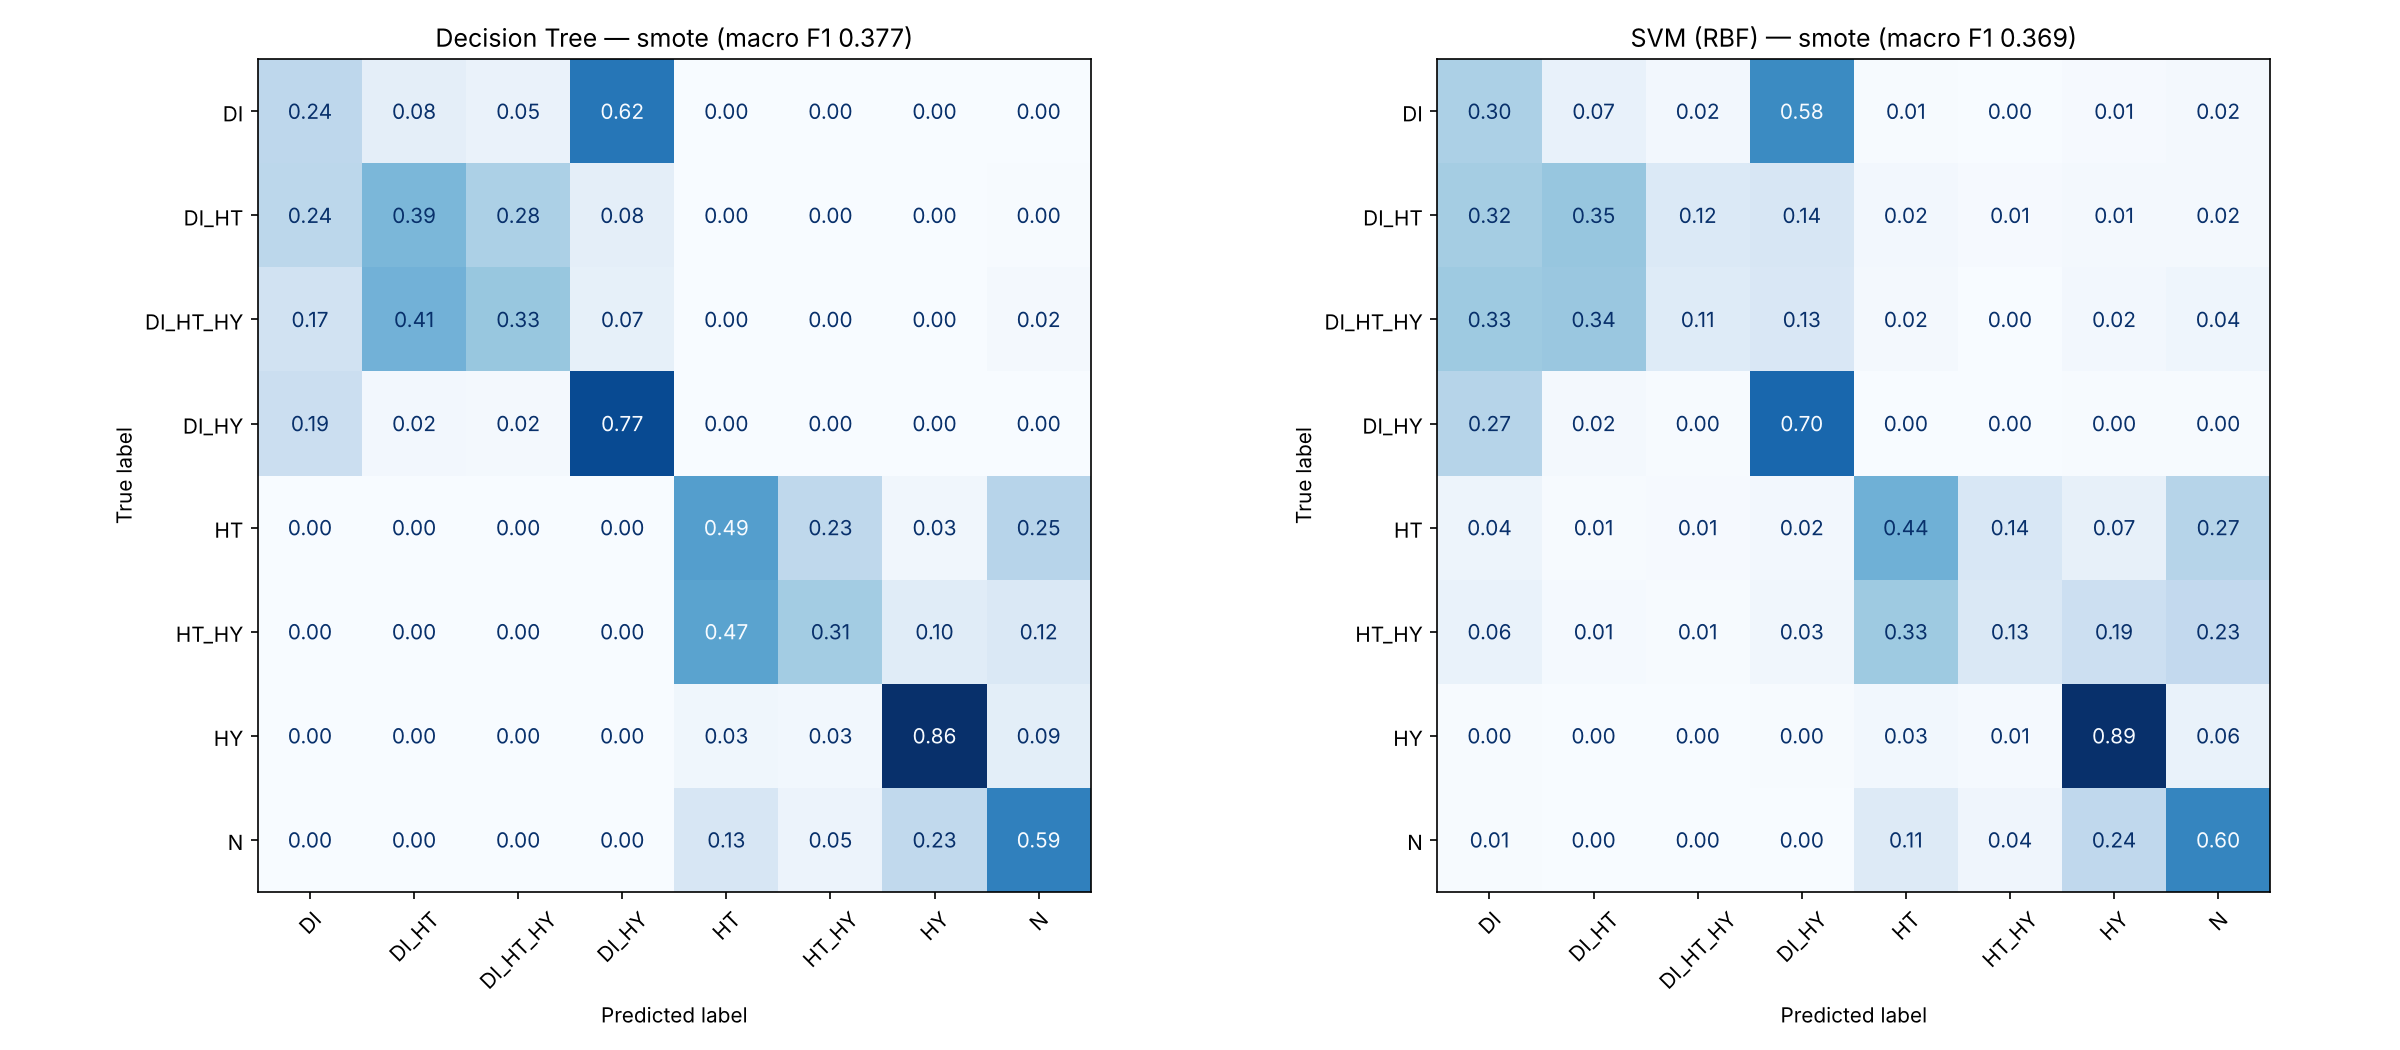 Decision Tree — smote (macro F1 0.377)
True label
DI 0.24 0.08 0.05 0.62 0.00 0.00 0.00 0.00
DI_HT 0.24 0.39 0.28 0.08 0.00 0.00 0.00 0.00
DI_HT_HY 0.17 0.41 0.33 0.07 0.00 0.00 0.00 0.02
DI_HY 0.19 0.02 0.02 0.77 0.00 0.00 0.00 0.00
HT 0.00 0.00 0.00 0.00 0.49 0.23 0.03 0.25
HT_HY 0.00 0.00 0.00 0.00 0.47 0.31 0.10 0.12
HY 0.00 0.00 0.00 0.00 0.03 0.03 0.86 0.09
N 0.00 0.00 0.00 0.00 0.13 0.05 0.23 0.59
DI DI_HT DI_HT_HY DI_HY HT HT_HY HY N
Predicted label
SVM (RBF) — smote (macro F1 0.369)
True label
DI 0.30 0.07 0.02 0.58 0.01 0.00 0.01 0.02
DI_HT 0.32 0.35 0.12 0.14 0.02 0.01 0.01 0.02
DI_HT_HY 0.33 0.34 0.11 0.13 0.02 0.00 0.02 0.04
DI_HY 0.27 0.02 0.00 0.70 0.00 0.00 0.00 0.00
HT 0.04 0.01 0.01 0.02 0.44 0.14 0.07 0.27
HT_HY 0.06 0.01 0.01 0.03 0.33 0.13 0.19 0.23
HY 0.00 0.00 0.00 0.00 0.03 0.01 0.89 0.06
N 0.01 0.00 0.00 0.00 0.11 0.04 0.24 0.60
DI DI_HT DI_HT_HY DI_HY HT HT_HY HY N
Predicted label